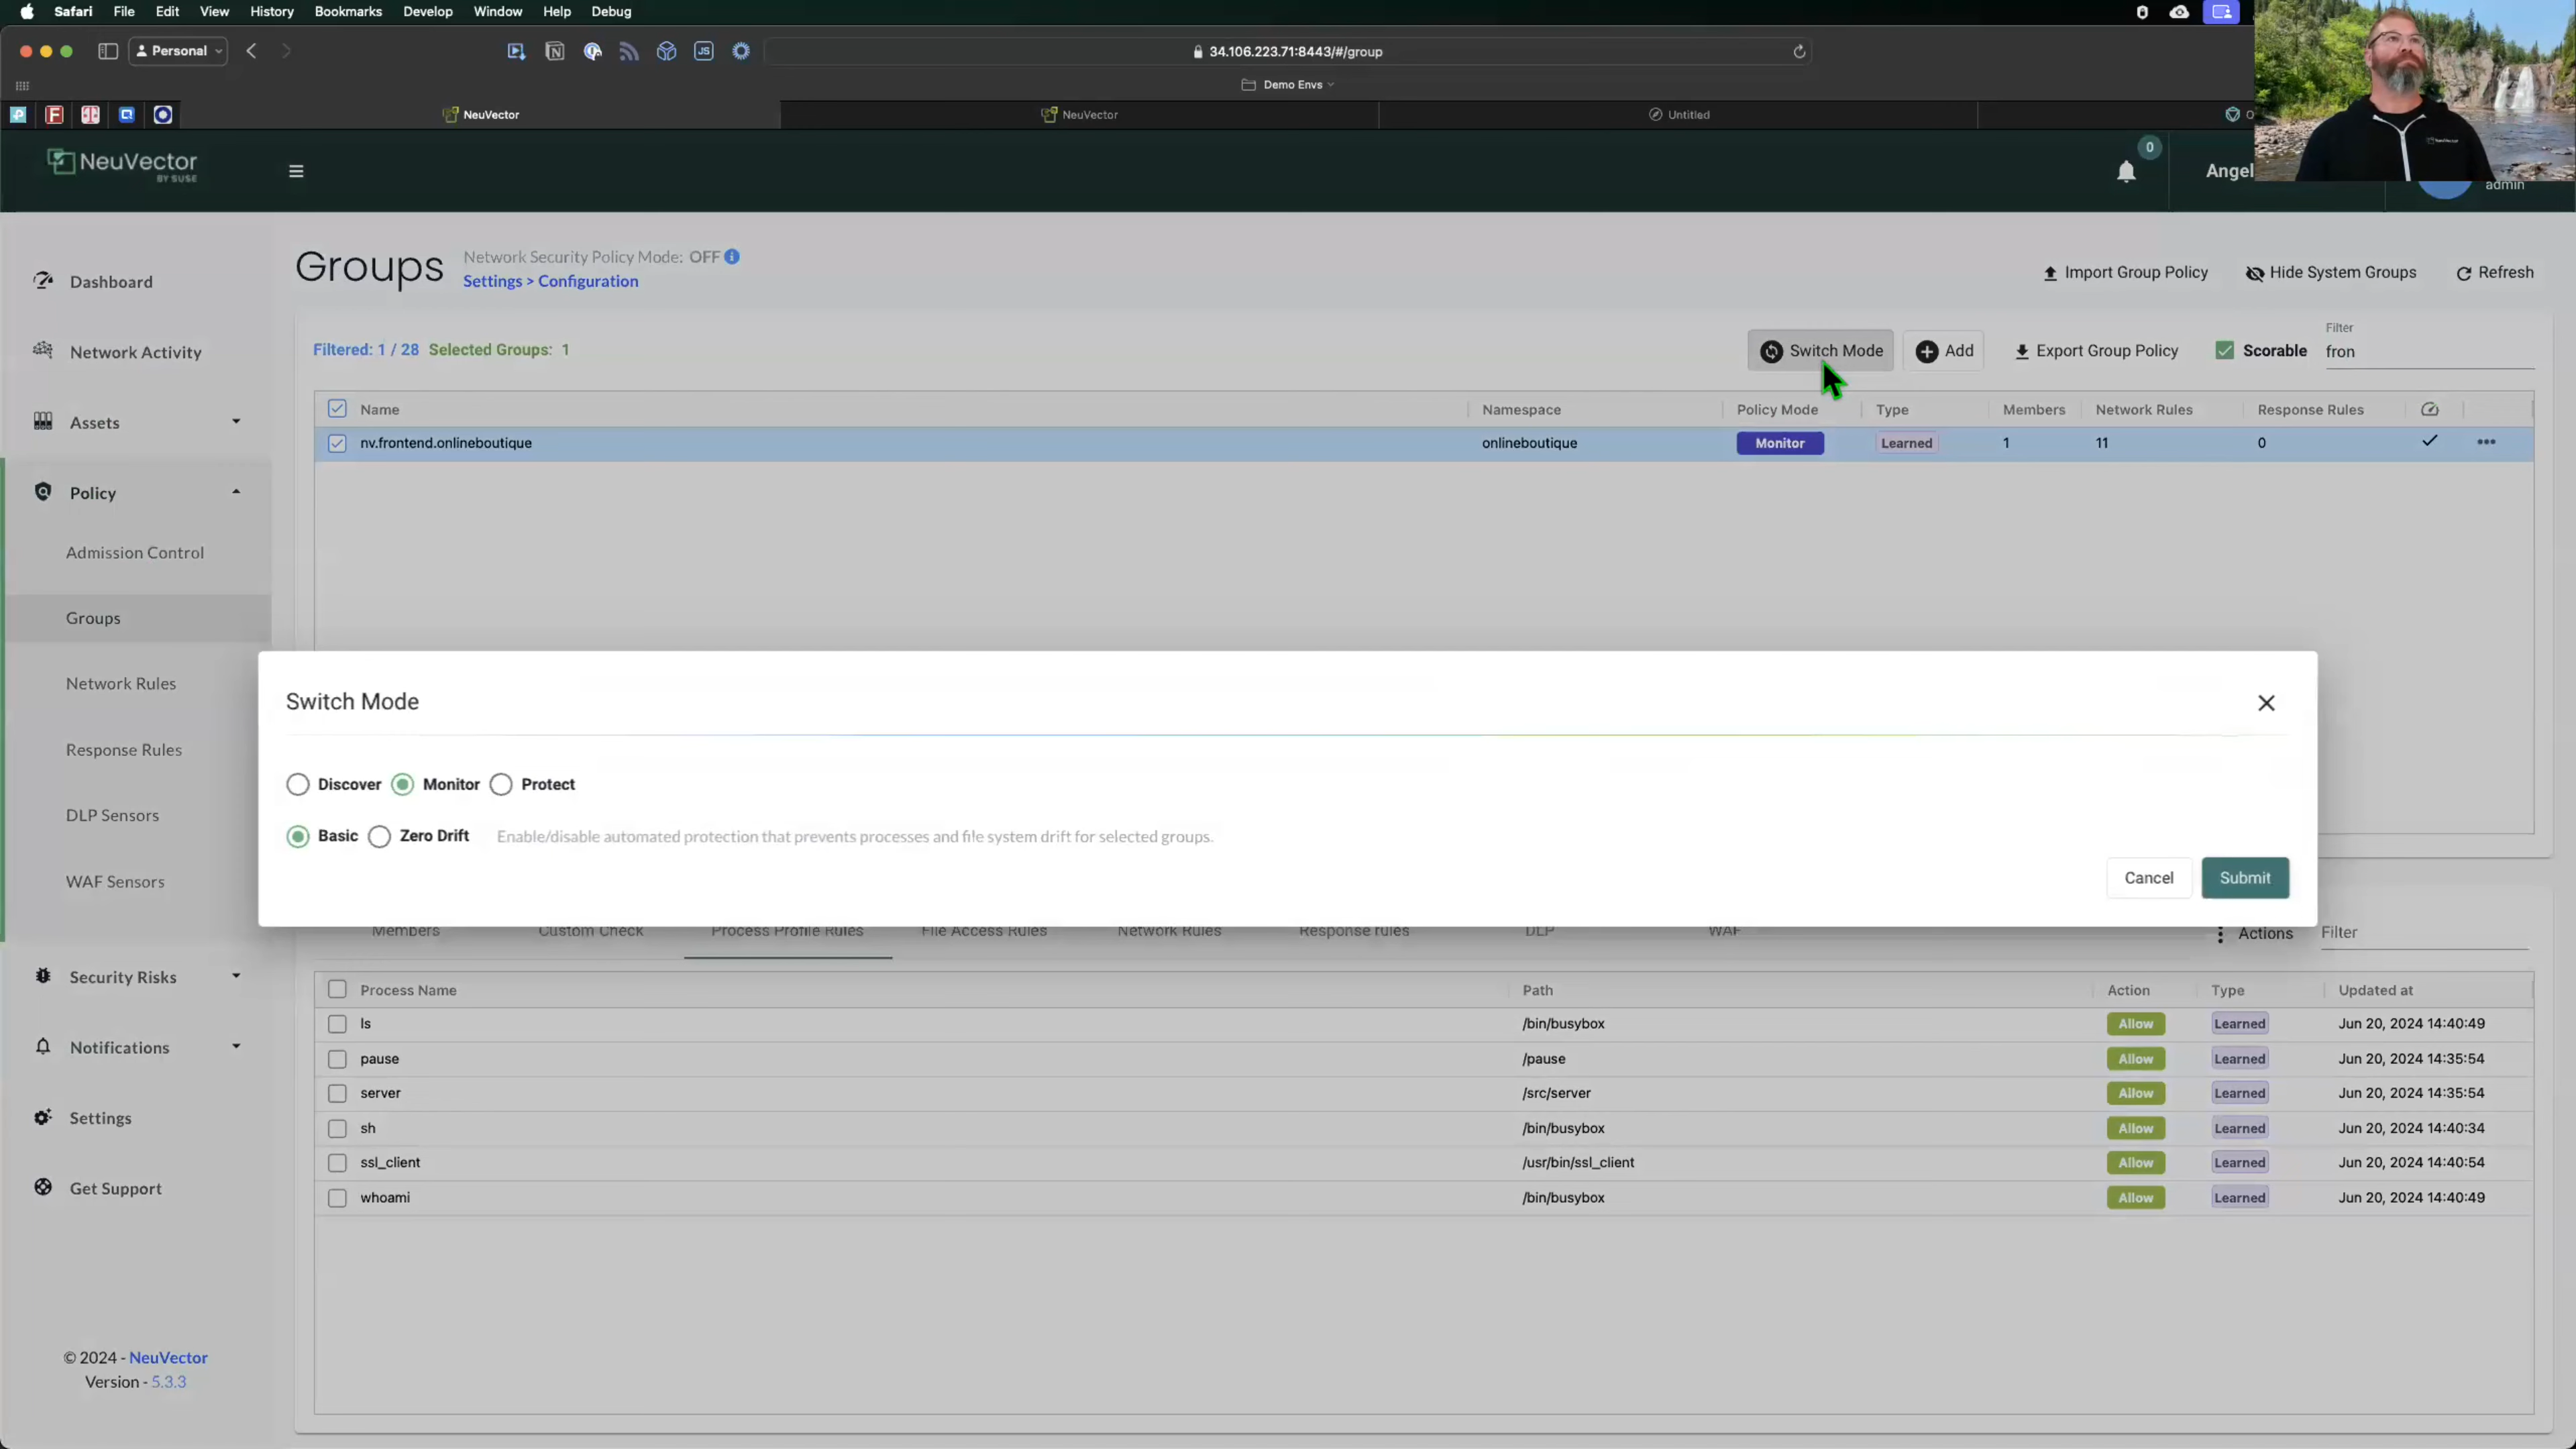 Safari File Edit View History Bookmarks Develop Window Help Debug
Personal
34.106.223.71:8443/#/group
Demo Envs
NeuVector
NeuVector
Untitled
NeuVector
BY SUSE
0
Angel
admin
Dashboard
Network Activity
Assets
Policy
Admission Control
Groups
Network Rules
Response Rules
DLP Sensors
WAF Sensors
Security Risks
Notifications
Settings
Get Support
© 2024 - NeuVector
Version - 5.3.3
Groups
Network Security Policy Mode: OFF
Settings > Configuration
Import Group Policy Hide System Groups Refresh
Filtered: 1 / 28 Selected Groups: 1
Switch Mode Add Export Group Policy Scorable
Filter
fron
Name Namespace Policy Mode Type Members Network Rules Response Rules
nv.frontend.onlineboutique onlineboutique Monitor Learned 1 11 0
Switch Mode
Discover Monitor Protect
Basic Zero Drift Enable/disable automated protection that prevents processes and file system drift for selected groups.
Cancel Submit
Members Custom Check Process Profile Rules File Access Rules Network Rules Response rules DLP WAF Actions Filter
Process Name Path Action Type Updated at
ls /bin/busybox Allow Learned Jun 20, 2024 14:40:49
pause /pause Allow Learned Jun 20, 2024 14:35:54
server /src/server Allow Learned Jun 20, 2024 14:35:54
sh /bin/busybox Allow Learned Jun 20, 2024 14:40:34
ssl_client /usr/bin/ssl_client Allow Learned Jun 20, 2024 14:40:54
whoami /bin/busybox Allow Learned Jun 20, 2024 14:40:49